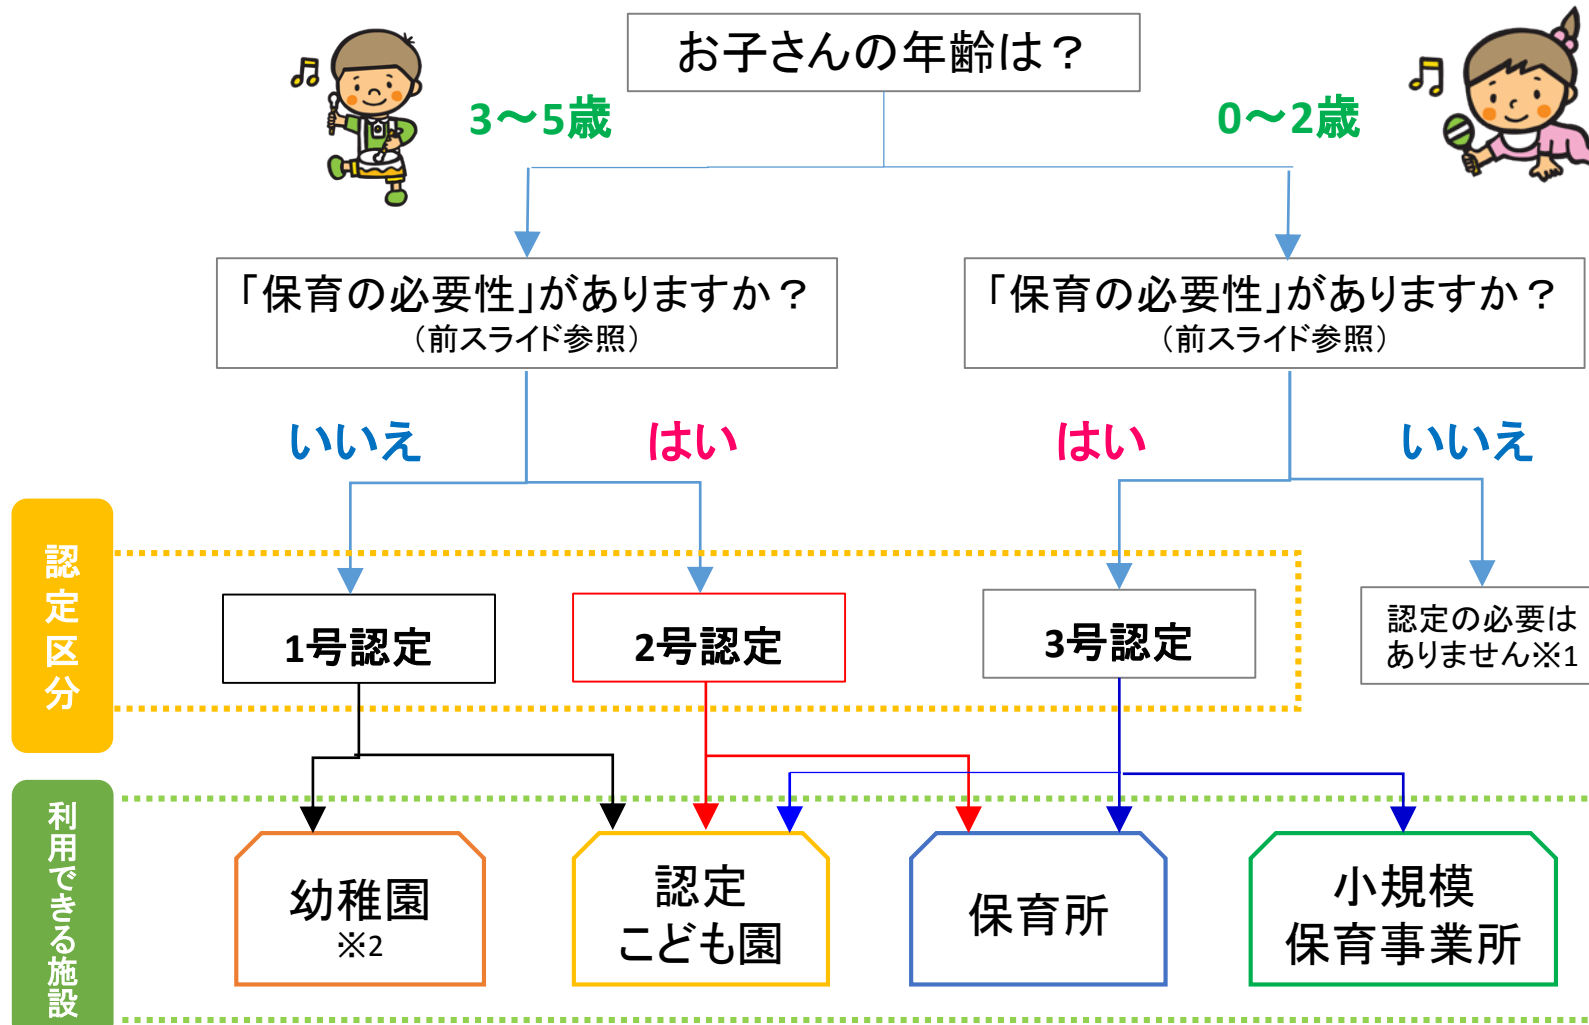 お子さんの年齢は？
3～5歳
0～2歳
「保育の必要性」がありますか？
（前スライド参照）
「保育の必要性」がありますか？
（前スライド参照）
いいえ
はい
はい
いいえ
認定区分
1号認定
2号認定
3号認定
認定の必要は
ありません※1
利用できる施設
幼稚園
※2
認定
こども園
保育所
小規模
保育事業所